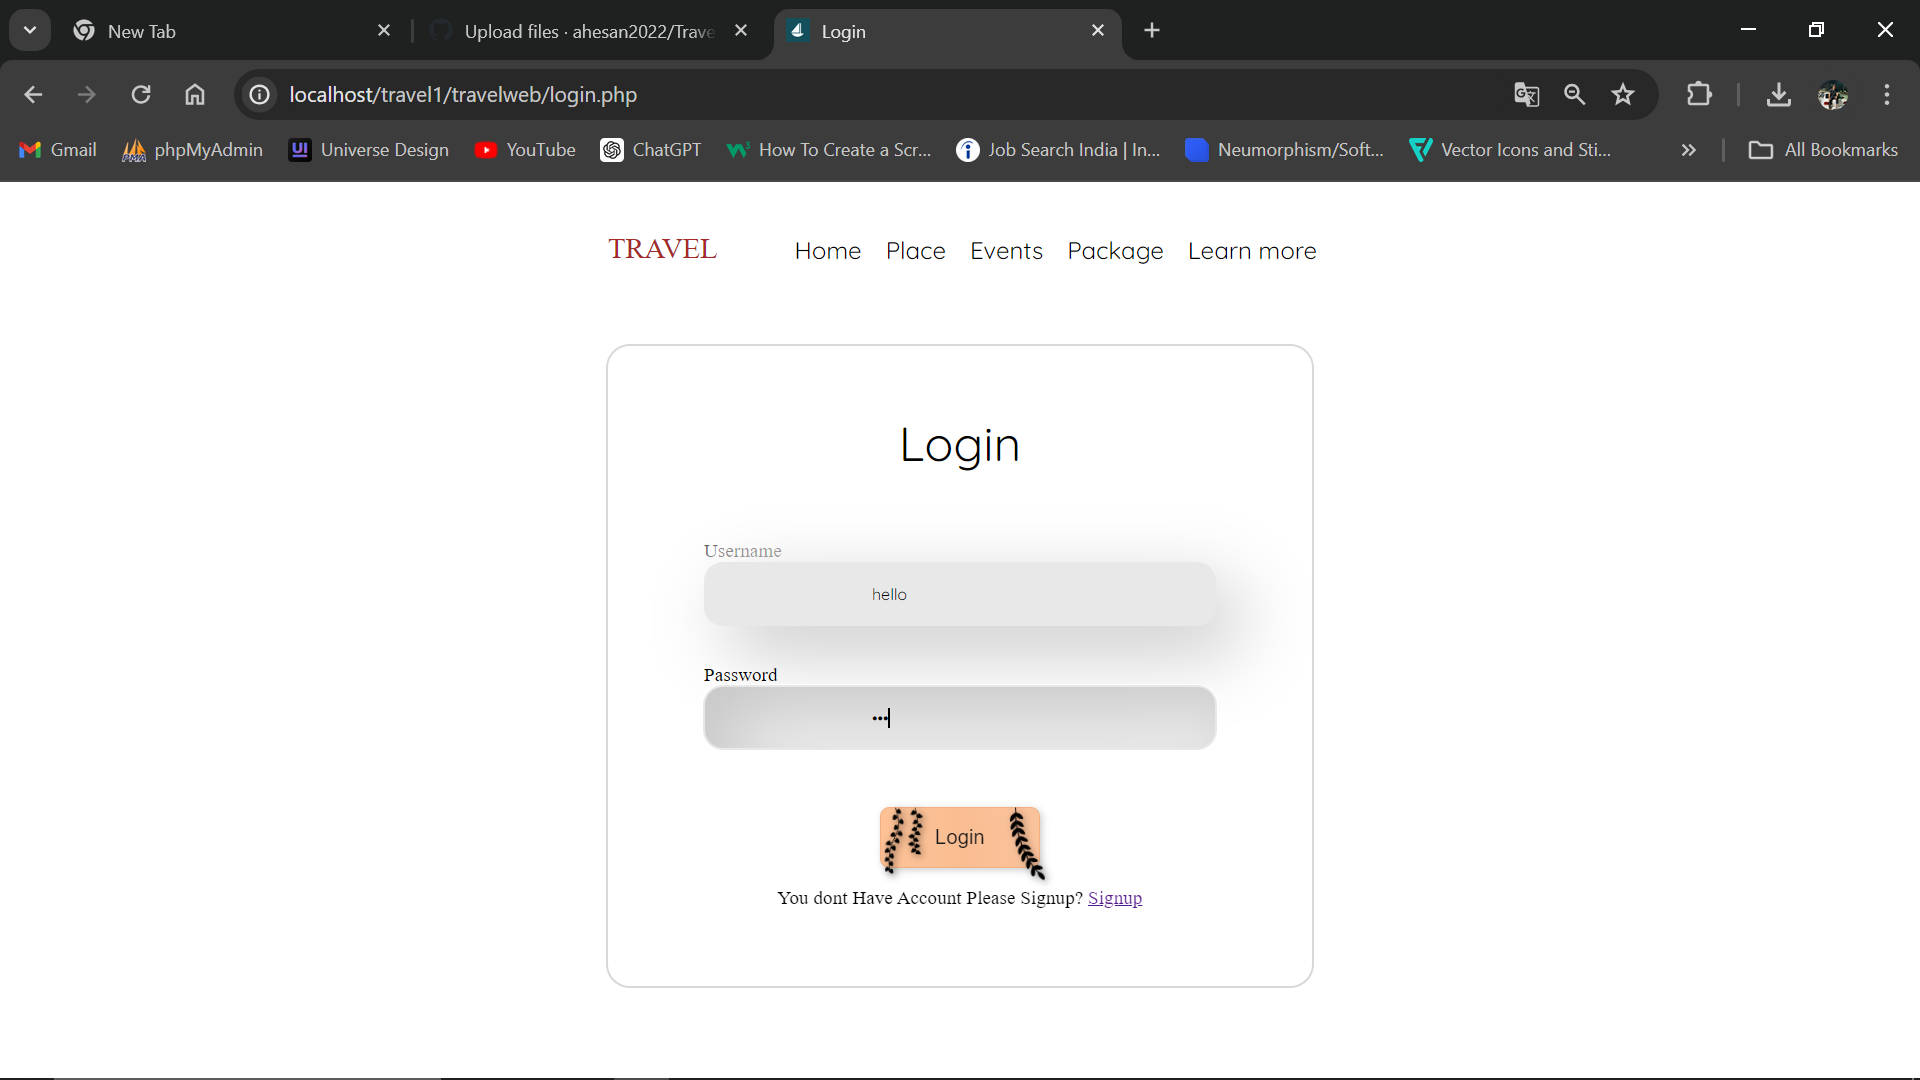 New Tab
Upload files · ahesan2022/Trave
Login
localhost/travel1/travelweb/login.php
Gmail phpMyAdmin UI Universe Design YouTube ChatGPT How To Create a Scr... Job Search India | In... Neumorphism/Soft... Vector Icons and Sti... » All Bookmarks
TRAVEL Home Place Events Package Learn more
Login
Username
hello
Password
•••
Login
You dont Have Account Please Signup? Signup